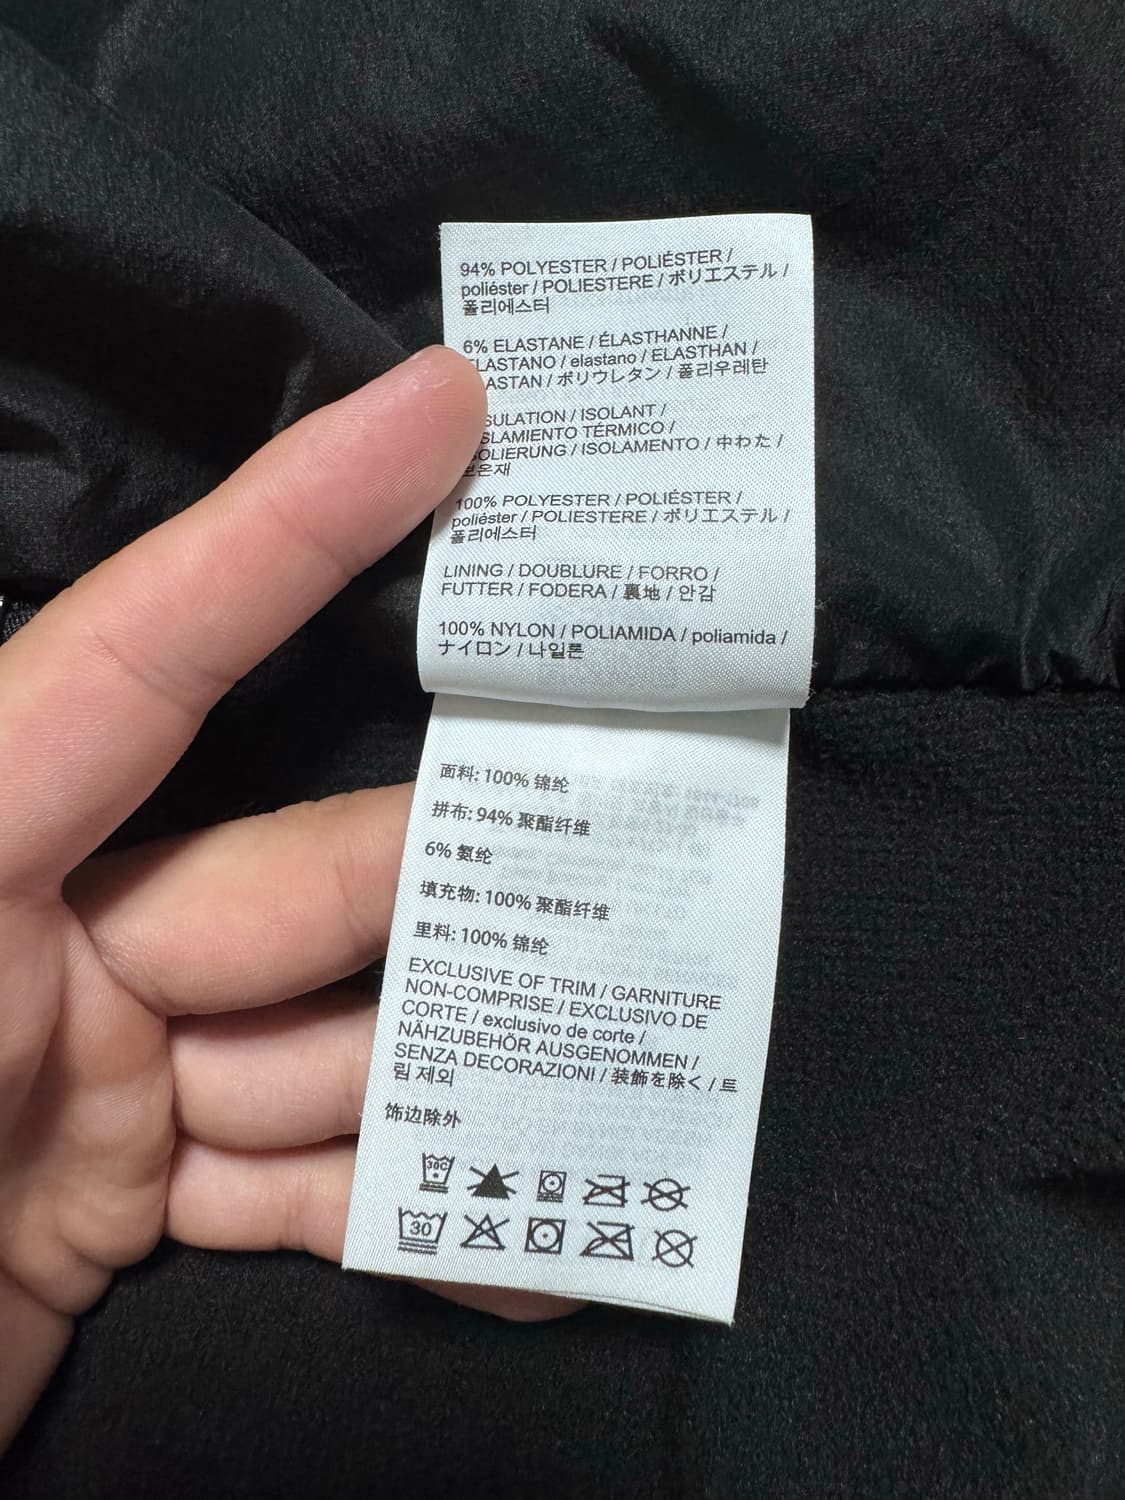 94% POLYESTER / POLIÉSTER /
poliéster / POLIESTERE / ポリエステル /
폴리에스터
6% ELASTANE / ÉLASTHANNE /
LASTANO / elastano / ELASTHAN /
ASTAN / ポリウレタン / 폴리우레탄
SULATION / ISOLANT /
SLAMIENTO TÉRMICO /
OLIERUNG / ISOLAMENTO / 中わた /
보온재
100% POLYESTER / POLIÉSTER /
poliéster / POLIESTERE / ポリエステル /
폴리에스터
LINING / DOUBLURE / FORRO /
FUTTER / FODERA / 裏地 / 안감
100% NYLON / POLIAMIDA / poliamida /
ナイロン / 나일론
面料: 100% 锦纶
拼布: 94% 聚酯纤维
6% 氨纶
填充物: 100% 聚酯纤维
里料: 100% 锦纶
EXCLUSIVE OF TRIM / GARNITURE
NON-COMPRISE / EXCLUSIVO DE
CORTE / exclusivo de corte /
NÄHZUBEHÖR AUSGENOMMEN /
SENZA DECORAZIONI / 装飾を除く / 트
림 제외
饰边除外
30C
30